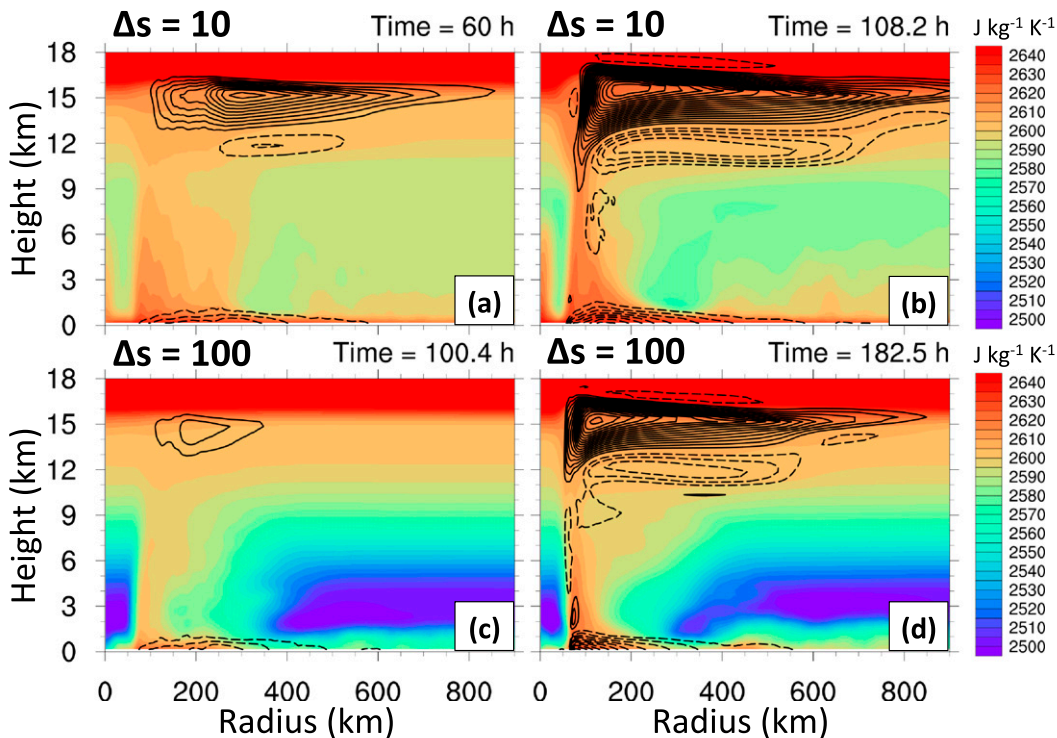 Δs = 10 Time = 60 h
Δs = 10 Time = 108.2 h
J kg⁻¹ K⁻¹
18
15
12
9
6
3
0
Height (km)
(a)
(b)
2640
2630
2620
2610
2600
2590
2580
2570
2560
2550
2540
2530
2520
2510
2500
Δs = 100 Time = 100.4 h
Δs = 100 Time = 182.5 h
J kg⁻¹ K⁻¹
18
15
12
9
6
3
0
Height (km)
(c)
(d)
2640
2630
2620
2610
2600
2590
2580
2570
2560
2550
2540
2530
2520
2510
2500
0 200 400 600 800
0 200 400 600 800
Radius (km)
Radius (km)